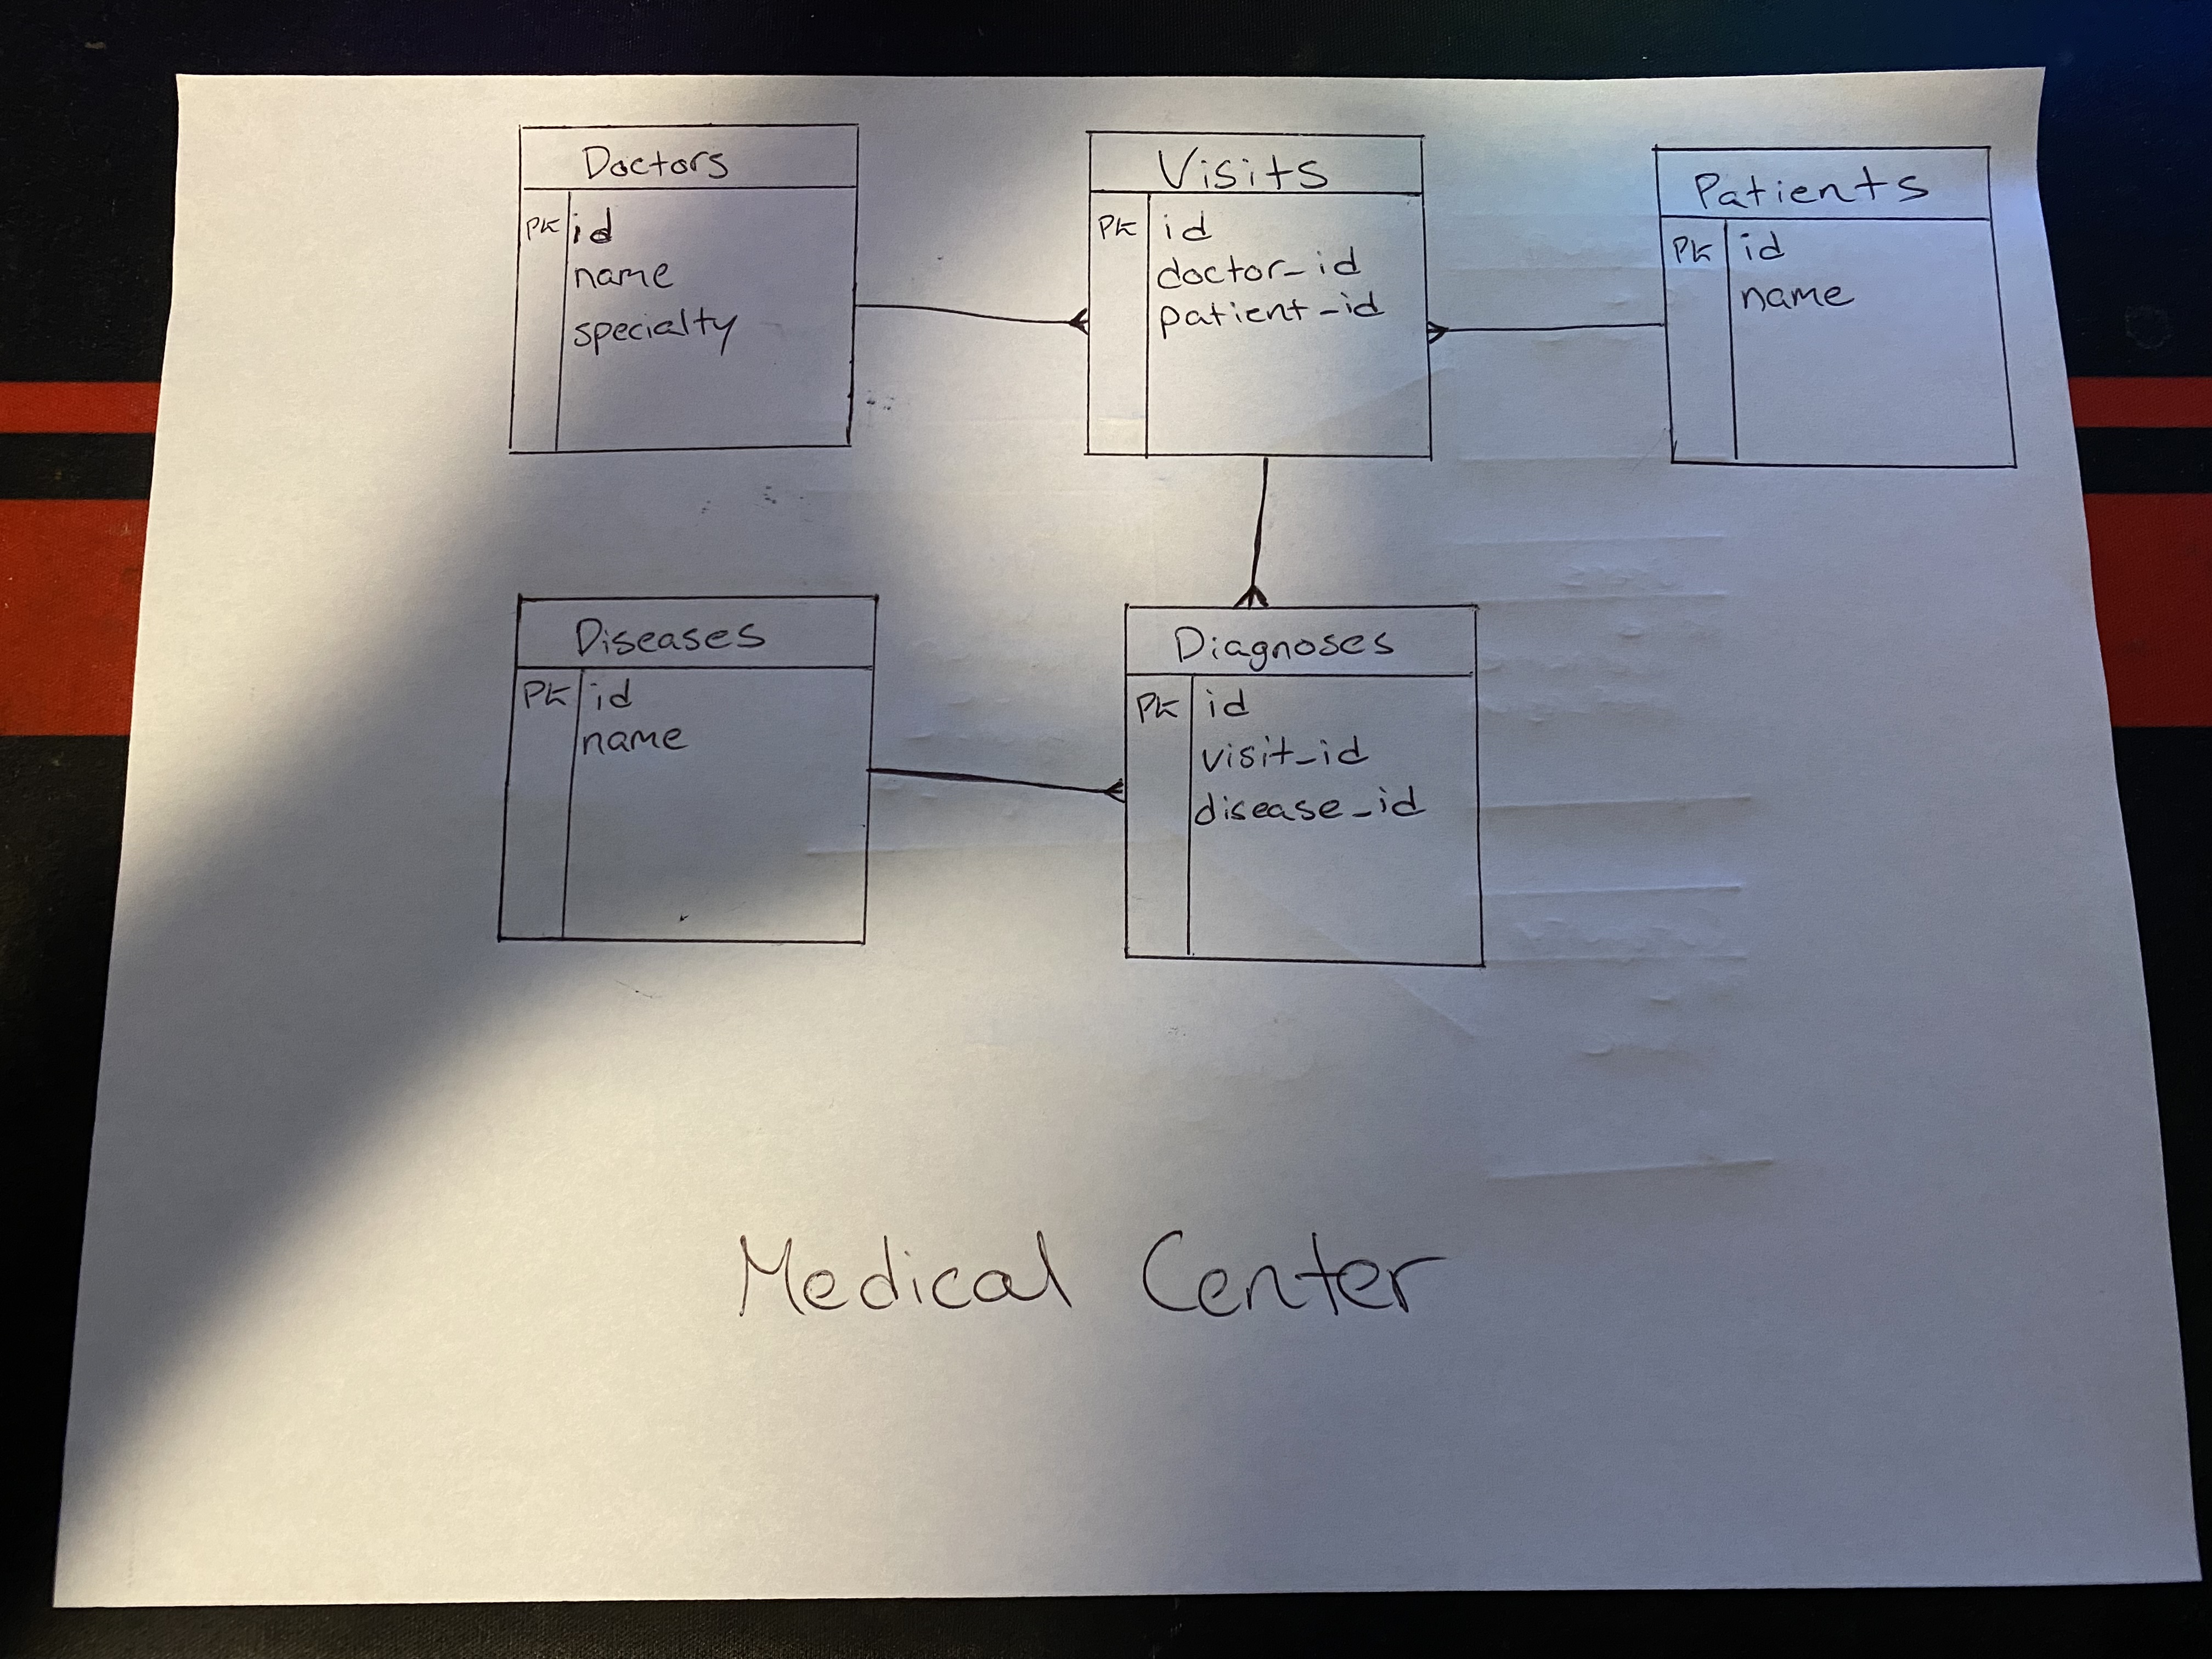 Doctors
PK id
name
specialty
Visits
PK id
doctor_id
patient_id
Patients
PK id
name
Diseases
PK id
name
Diagnoses
PK id
visit_id
disease_id
Medical Center